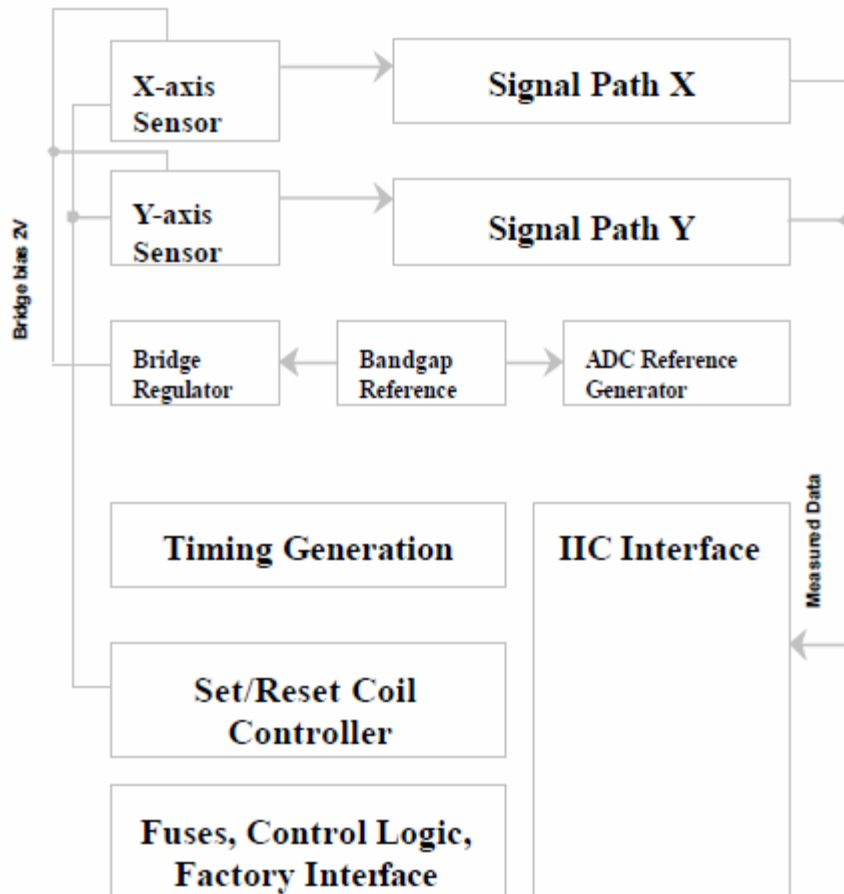 X-axis
Sensor
Signal Path X
Y-axis
Sensor
Signal Path Y
Bridge bias 2V
Bridge
Regulator
Bandgap
Reference
ADC Reference
Generator
Timing Generation
IIC Interface
Measured Data
Set/Reset Coil
Controller
Fuses, Control Logic,
Factory Interface